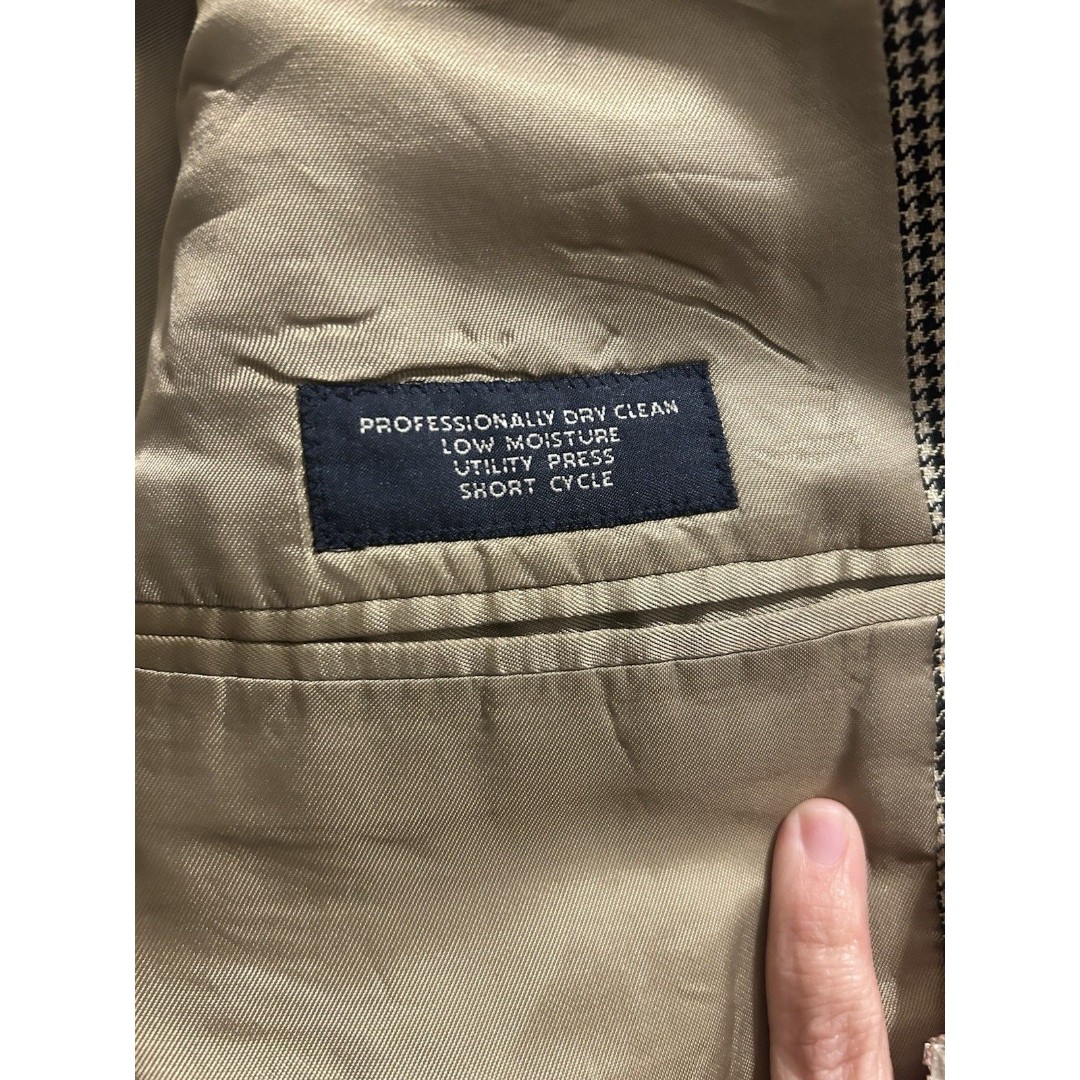 PROFESSIONALLY DRY CLEAN
LOW MOISTURE
UTILITY PRESS
SHORT CYCLE